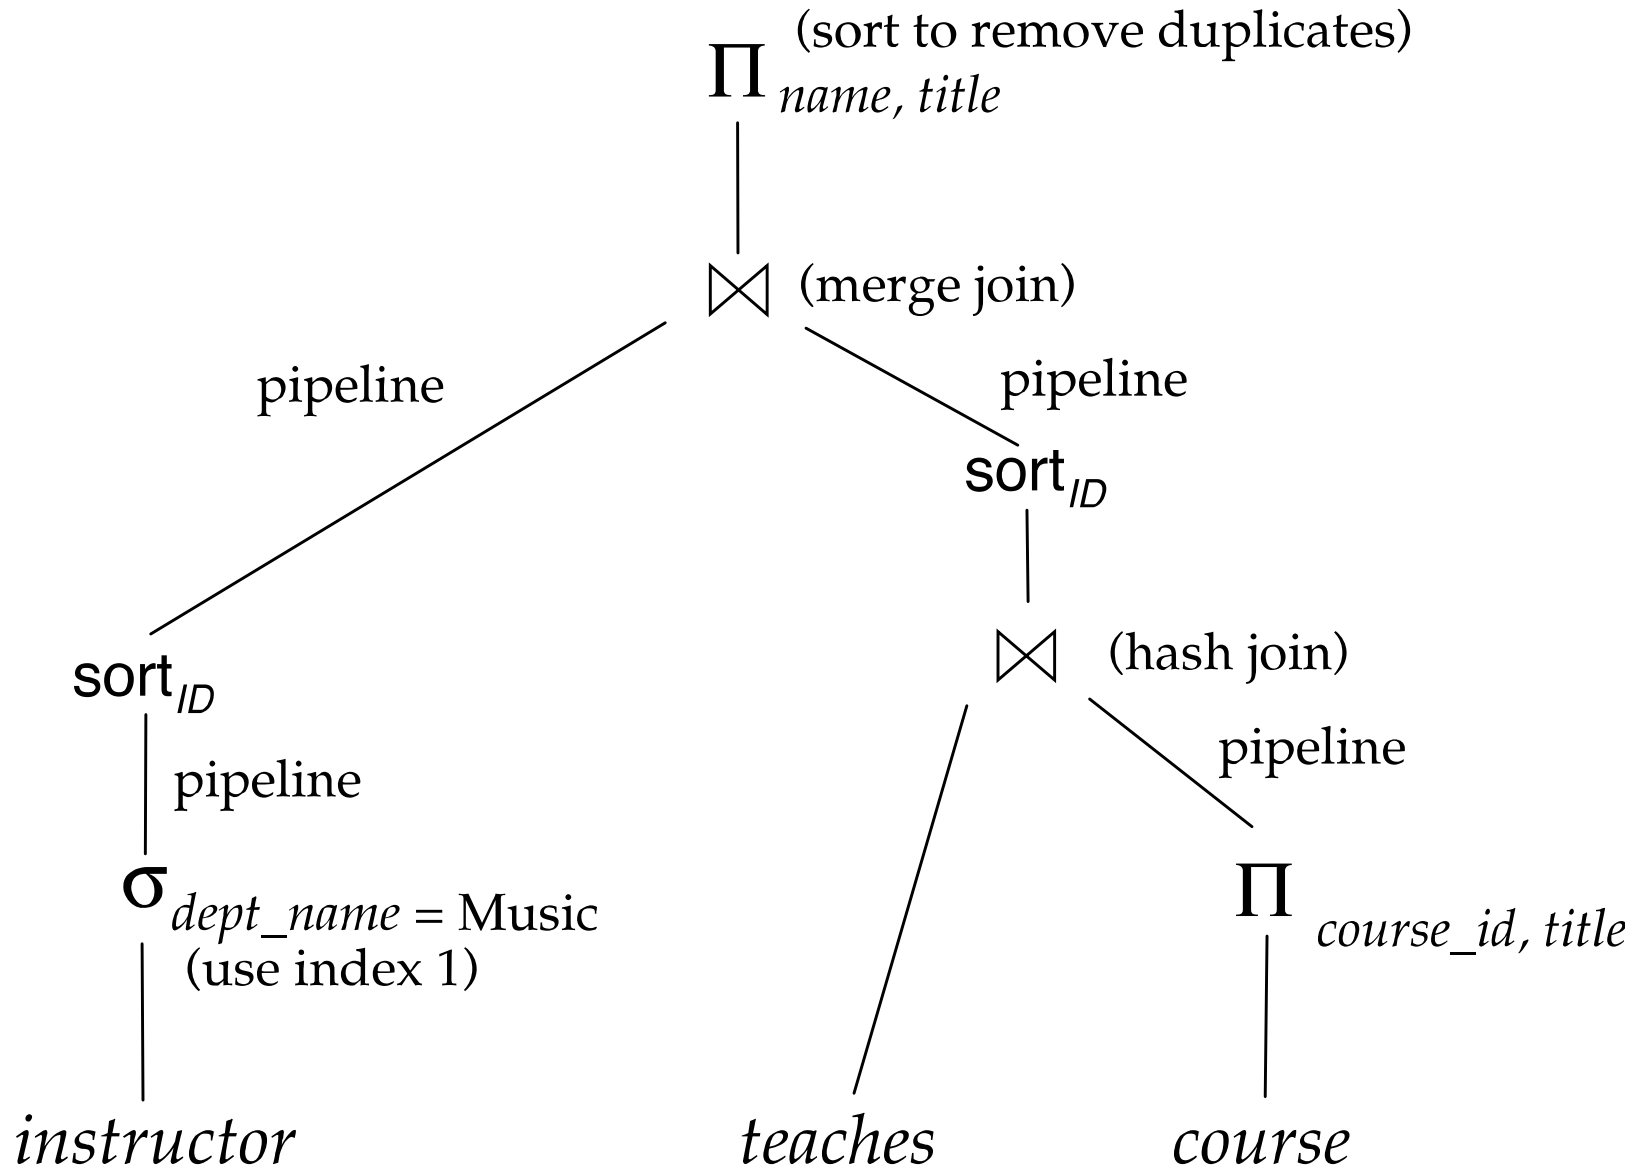 (sort to remove duplicates)
Π name, title
⋈ (merge join)
pipeline
pipeline
sort ID
⋈ (hash join)
sort ID
pipeline
pipeline
σ dept_name = Music
(use index 1)
Π course_id, title
instructor
teaches
course